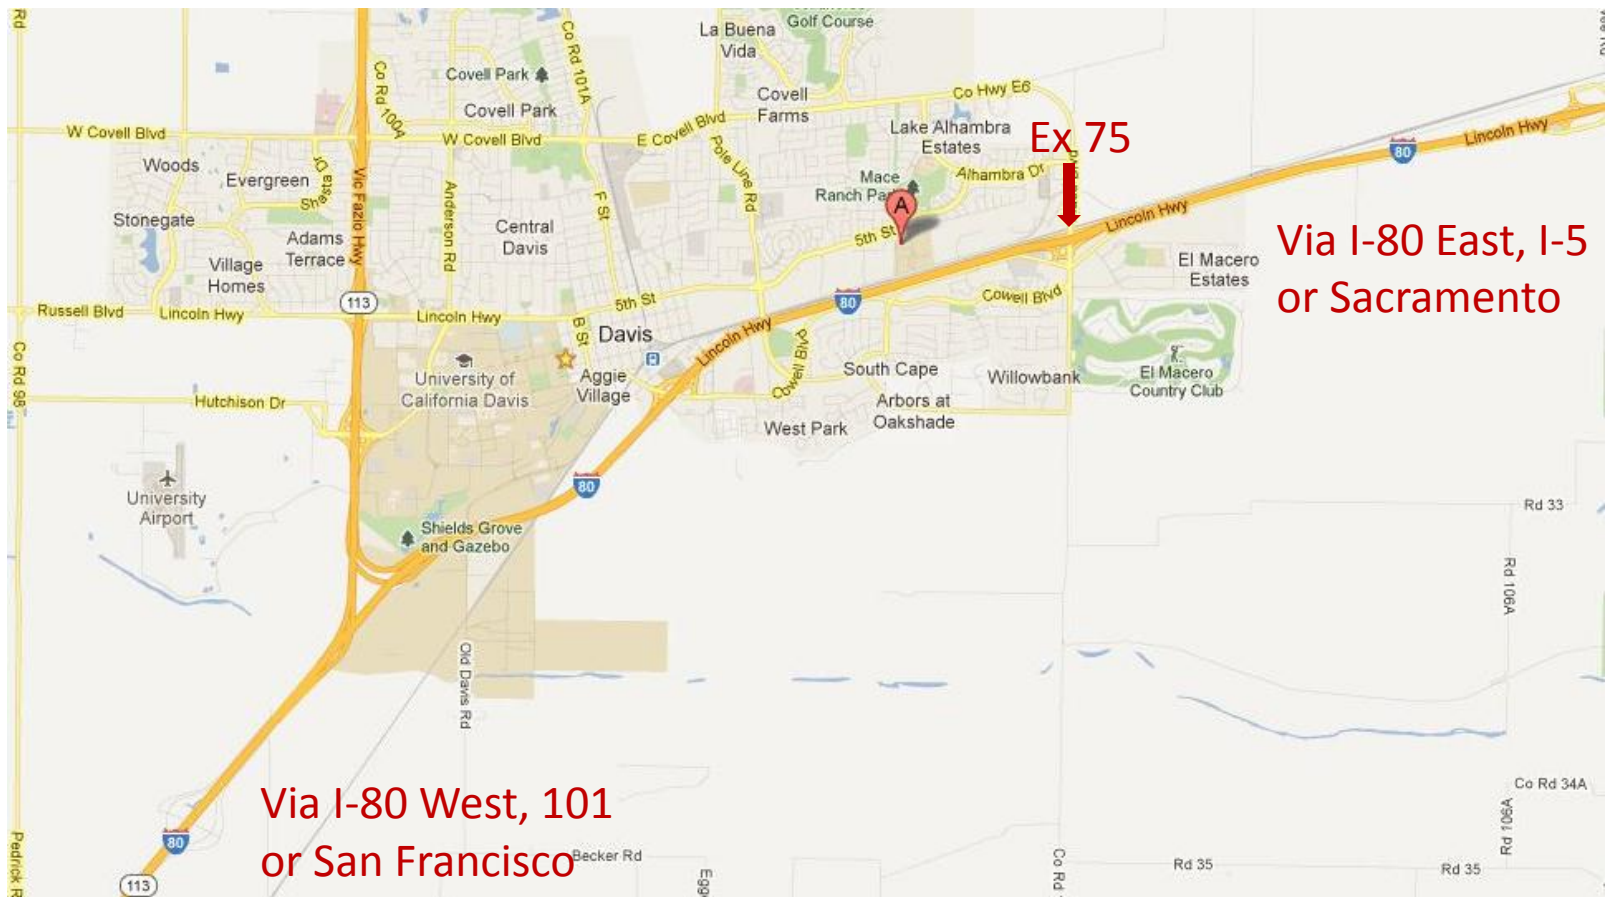 Rd
La Buena
Vida
Golf Course
Co Rd 101A
Covell Park
Co Rd 100A
Covell Park
Covell
Farms
Co Hwy E6
W Covell Blvd
W Covell Blvd
E Covell Blvd
Lake Alhambra
Estates
Ex 75
80
Lincoln Hwy
Woods
Evergreen
Shasta Dr
Vic Fazio Hwy
Anderson Rd
F St
Pole Line Rd
Mace
Ranch Park
Alhambra Dr
A
Stonegate
Central
Davis
5th St
Lincoln Hwy
Via I-80 East, I-5
or Sacramento
Adams
Terrace
Village
Homes
El Macero
Estates
Cowell Blvd
113
5th St
80
Russell Blvd
Lincoln Hwy
Lincoln Hwy
B St
Davis
Lincoln Hwy
Co Rd 98
University of
California Davis
Aggie
Village
Cowell Blvd
South Cape
Willowbank
El Macero
Country Club
Hutchison Dr
Arbors at
Oakshade
West Park
80
University
Airport
Rd 33
Shields Grove
and Gazebo
Rd 106A
Old Davis Rd
Via I-80 West, 101
or San Francisco
Co Rd 34A
Rd 106A
80
Becker Rd
Rd 35
Rd 35
Co Rd
113